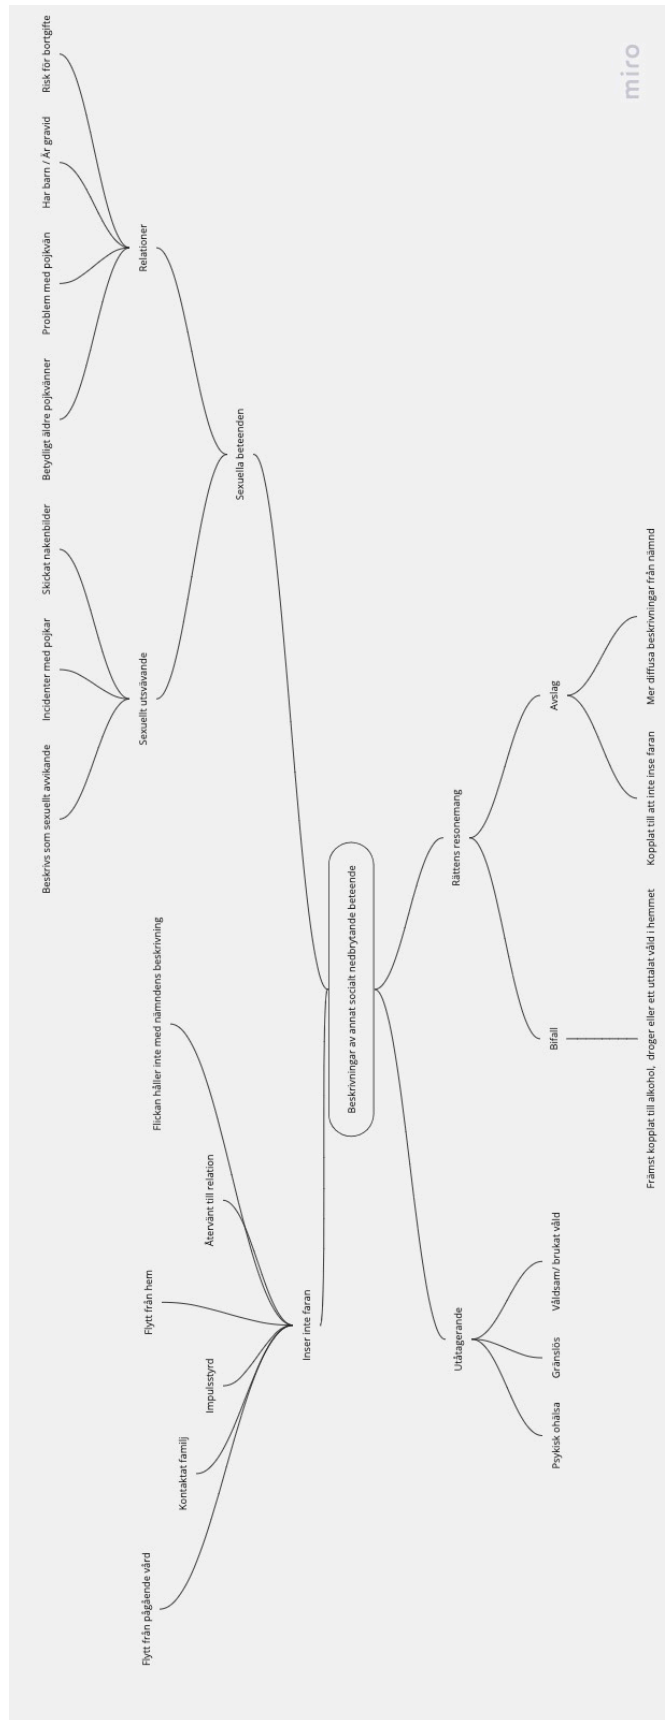 Flytt från pågående vård
Kontaktat familj
Impulsstyrd
Flytt från hem
Återvänt till relation
Flickan håller inte med nämndens beskrivning
Inser inte faran
Beskrivs som sexuellt avvikande
Incidenter med pojkar
Skickat nakenbilder
Sexuellt utsvävande
Betydligt äldre pojkvänner
Problem med pojkvän
Har barn / Är gravid
Risk för bortgifte
Relationer
Sexuella beteenden
Beskrivningar av annat socialt nedbrytande beteende
Utåtagerande
Psykisk ohälsa
Gränslös
Våldsam/ brukat våld
Rättens resonemang
Bifall
Främst kopplat till alkohol, droger eller ett uttalat våld i hemmet
Avslag
Kopplat till att inte inse faran
Mer diffusa beskrivningar från nämnd
miro